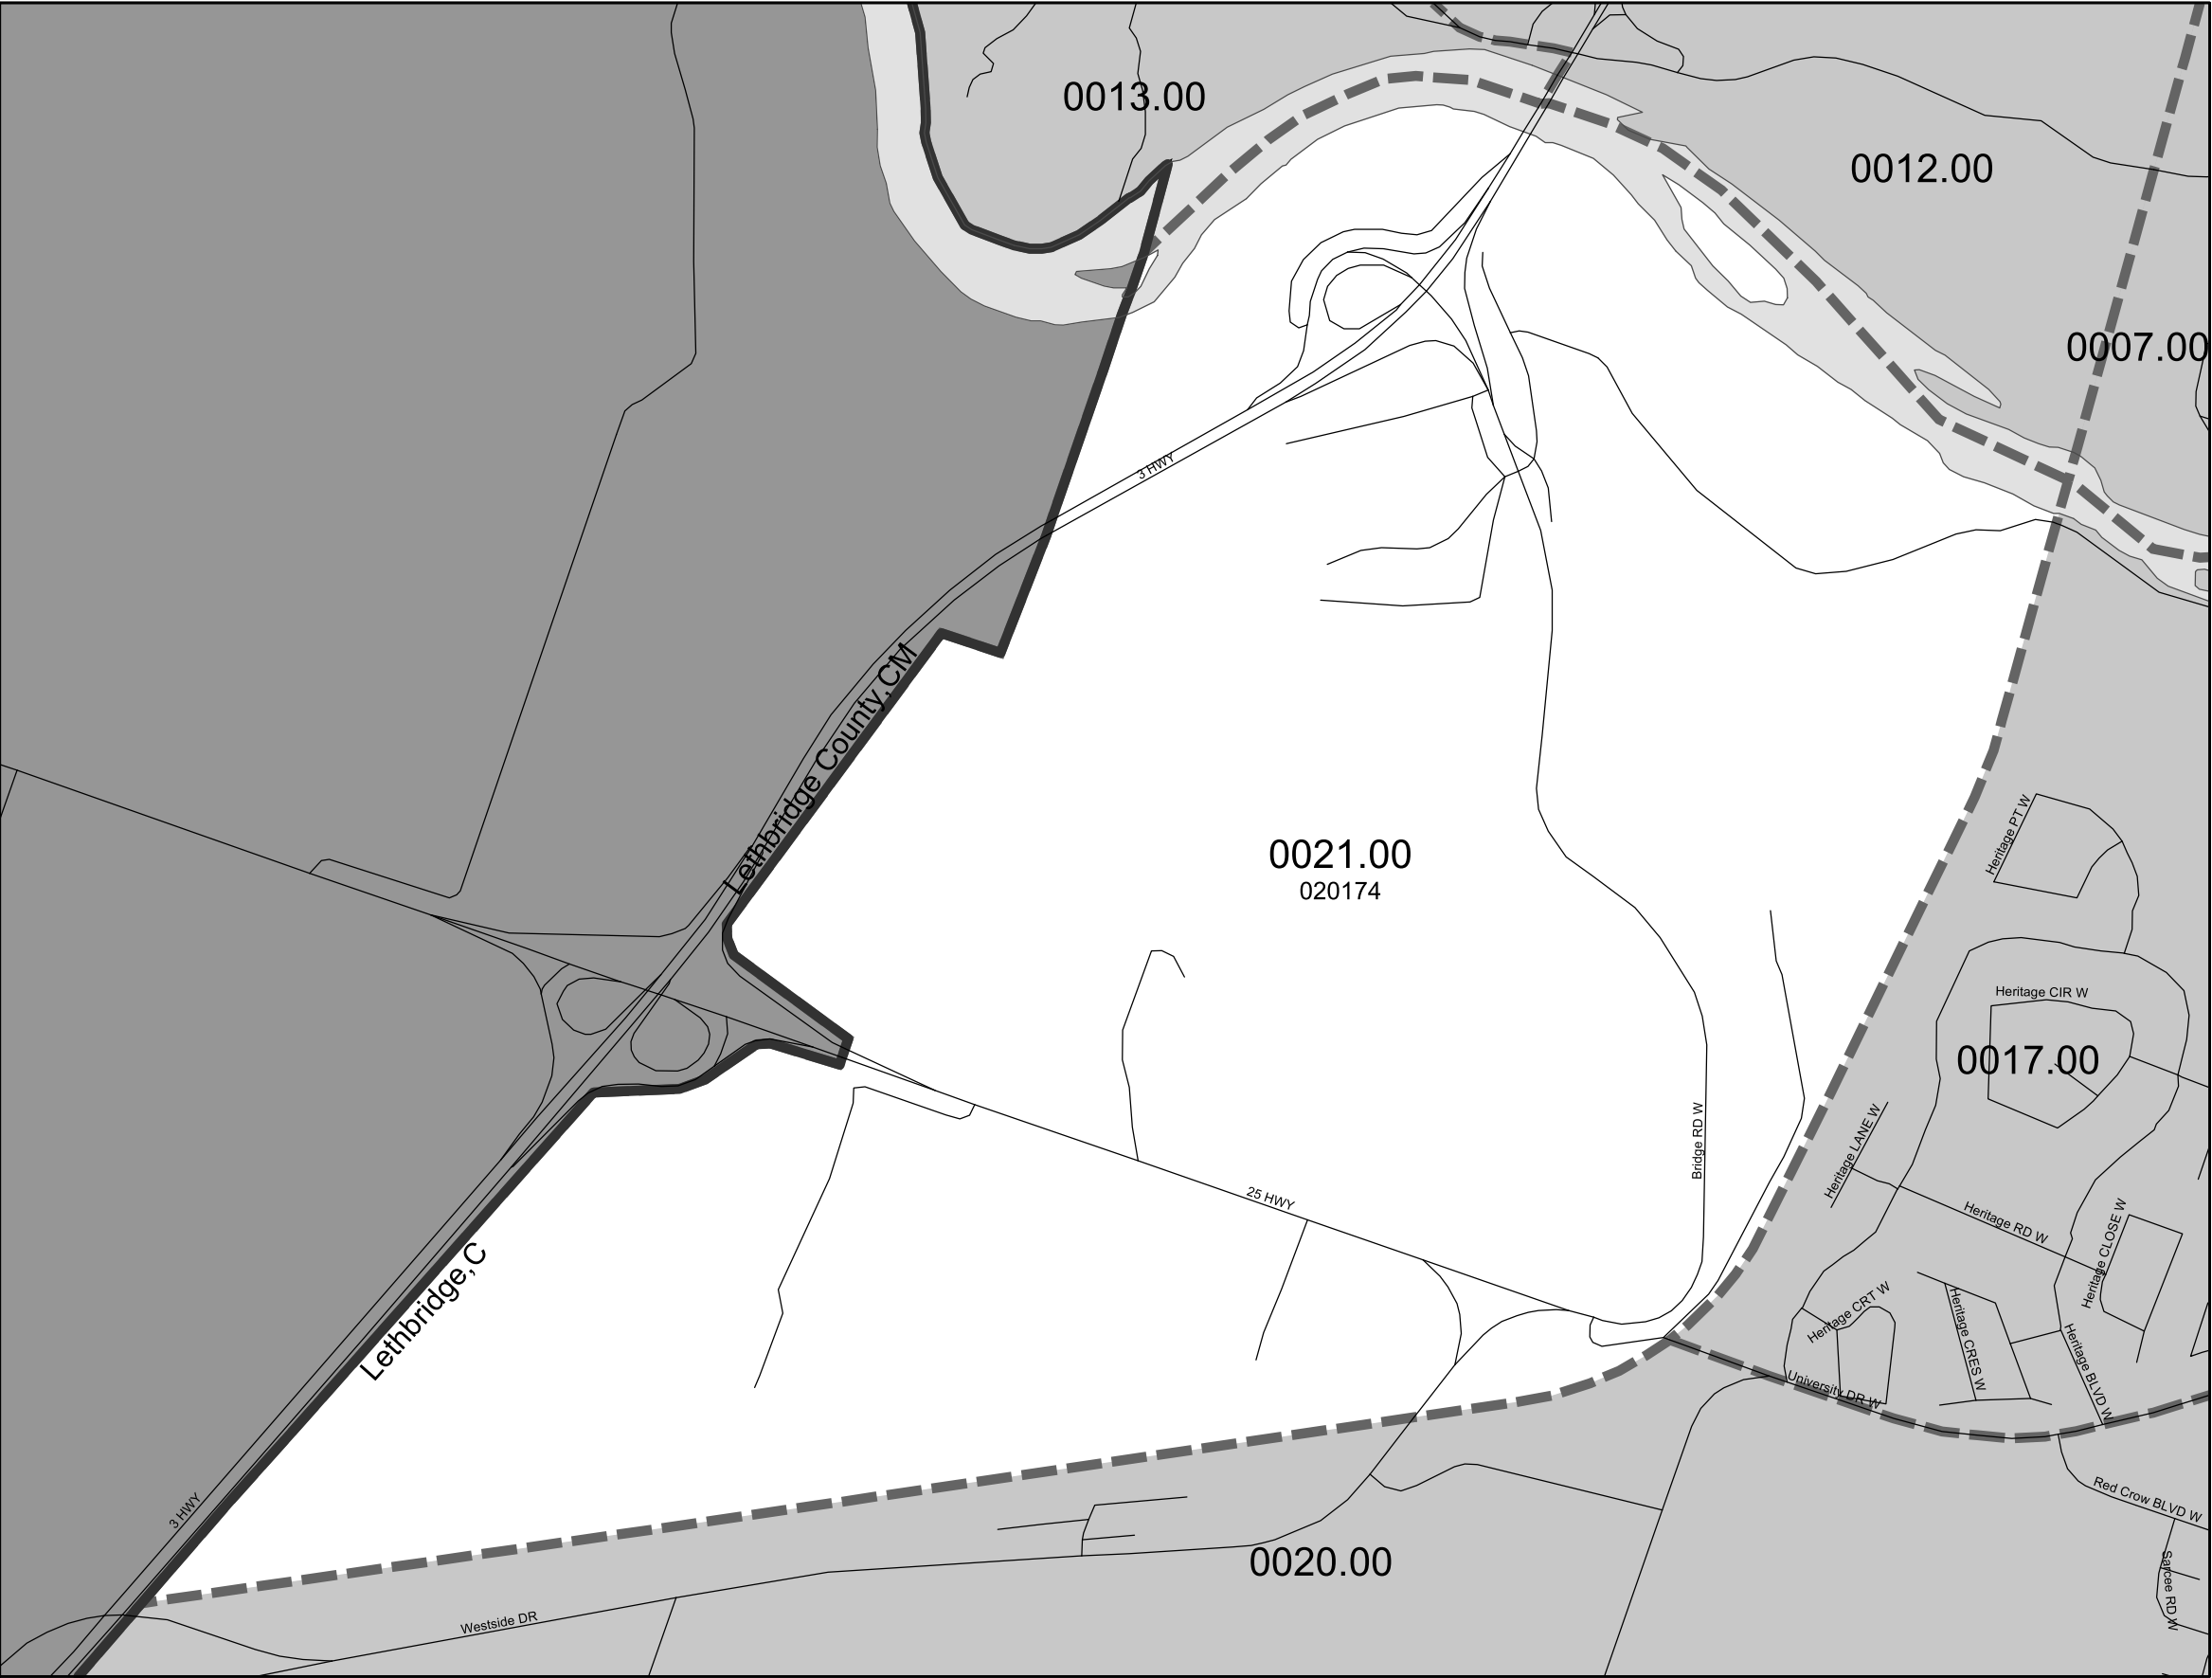 0013.00
0012.00
0007.00
3 HWY
Lethbridge County,CM
0021.00
020174
Heritage PT W
Heritage CIR W
0017.00
Bridge RD W
Heritage LANE W
25 HWY
Heritage RD W
Heritage CLOSE W
Lethbridge,C
Heritage CRT W
Heritage CRES W
Heritage BLVD W
University DR W
3 HWY
Red Crow BLVD W
0020.00
Sarcee RD W
Westside DR